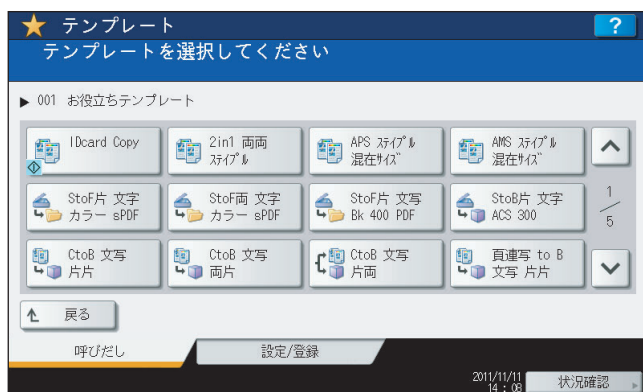 テンプレート
?
テンプレートを選択してください
▶ 001 お役立ちテンプレート
IDcard Copy
2in1 両両
ｽﾃｲﾌﾟﾙ
APS ｽﾃｲﾌﾟﾙ
混在ｻｲｽﾞ
AMS ｽﾃｲﾌﾟﾙ
混在ｻｲｽﾞ
StoF片 文字
カラー sPDF
StoF両 文字
カラー sPDF
StoF片 文写
Bk 400 PDF
StoB片 文字
ACS 300
1/5
CtoB 文写
片片
CtoB 文写
両片
CtoB 文写
片両
頁連写 to B
文写 片片
戻る
呼びだし
設定/登録
2011/11/11
14:08
状況確認